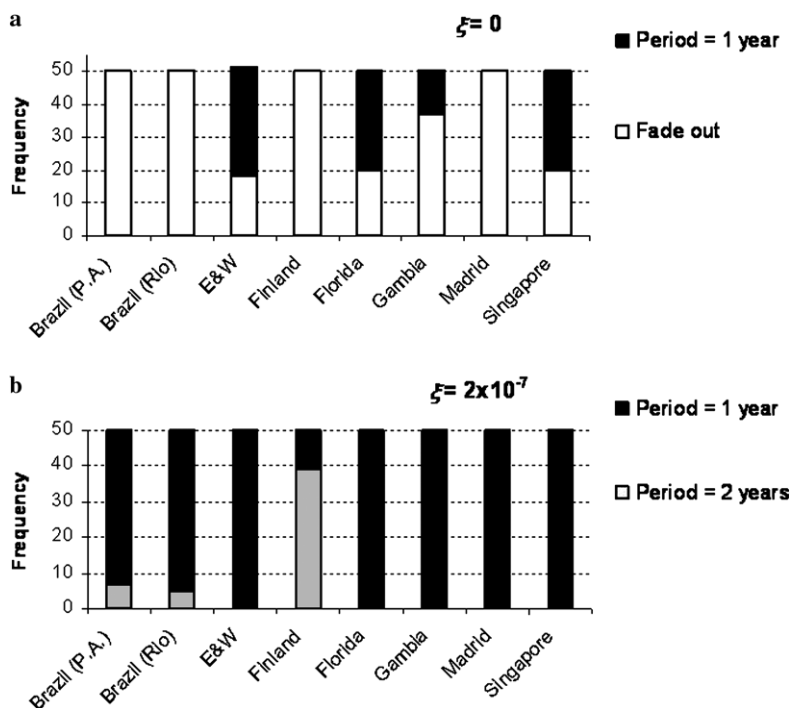 a
ξ= 0
Frequency
50
40
30
20
10
0
Brazil (P.A.)
Brazil (Rio)
E&W
Finland
Florida
Gambia
Madrid
Singapore
Period = 1 year
Fade out
b
ξ= 2x10⁻⁷
Frequency
50
40
30
20
10
0
Brazil (P.A.)
Brazil (Rio)
E&W
Finland
Florida
Gambia
Madrid
Singapore
Period = 1 year
Period = 2 years